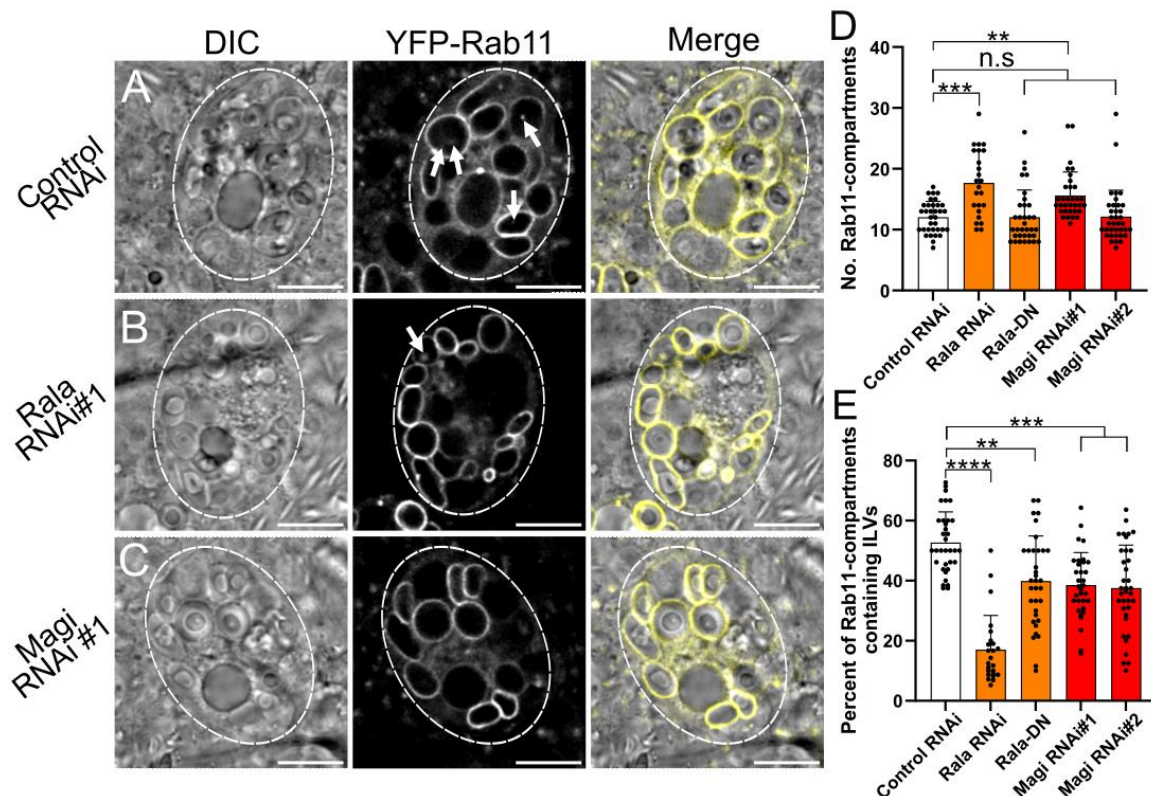 DIC YFP-Rab11 Merge
A
Control
RNAi
B
Rala
RNAi#1
C
Magi
RNAi #1
D
**
n.s
***
No. Rab11-compartments
40
30
20
10
0
Control RNAi
Rala RNAi
Rala-DN
Magi RNAi#1
Magi RNAi#2
E
***
**
****
Percent of Rab11-compartments
containing ILVs
80
60
40
20
0
Control RNAi
Rala RNAi
Rala-DN
Magi RNAi#1
Magi RNAi#2